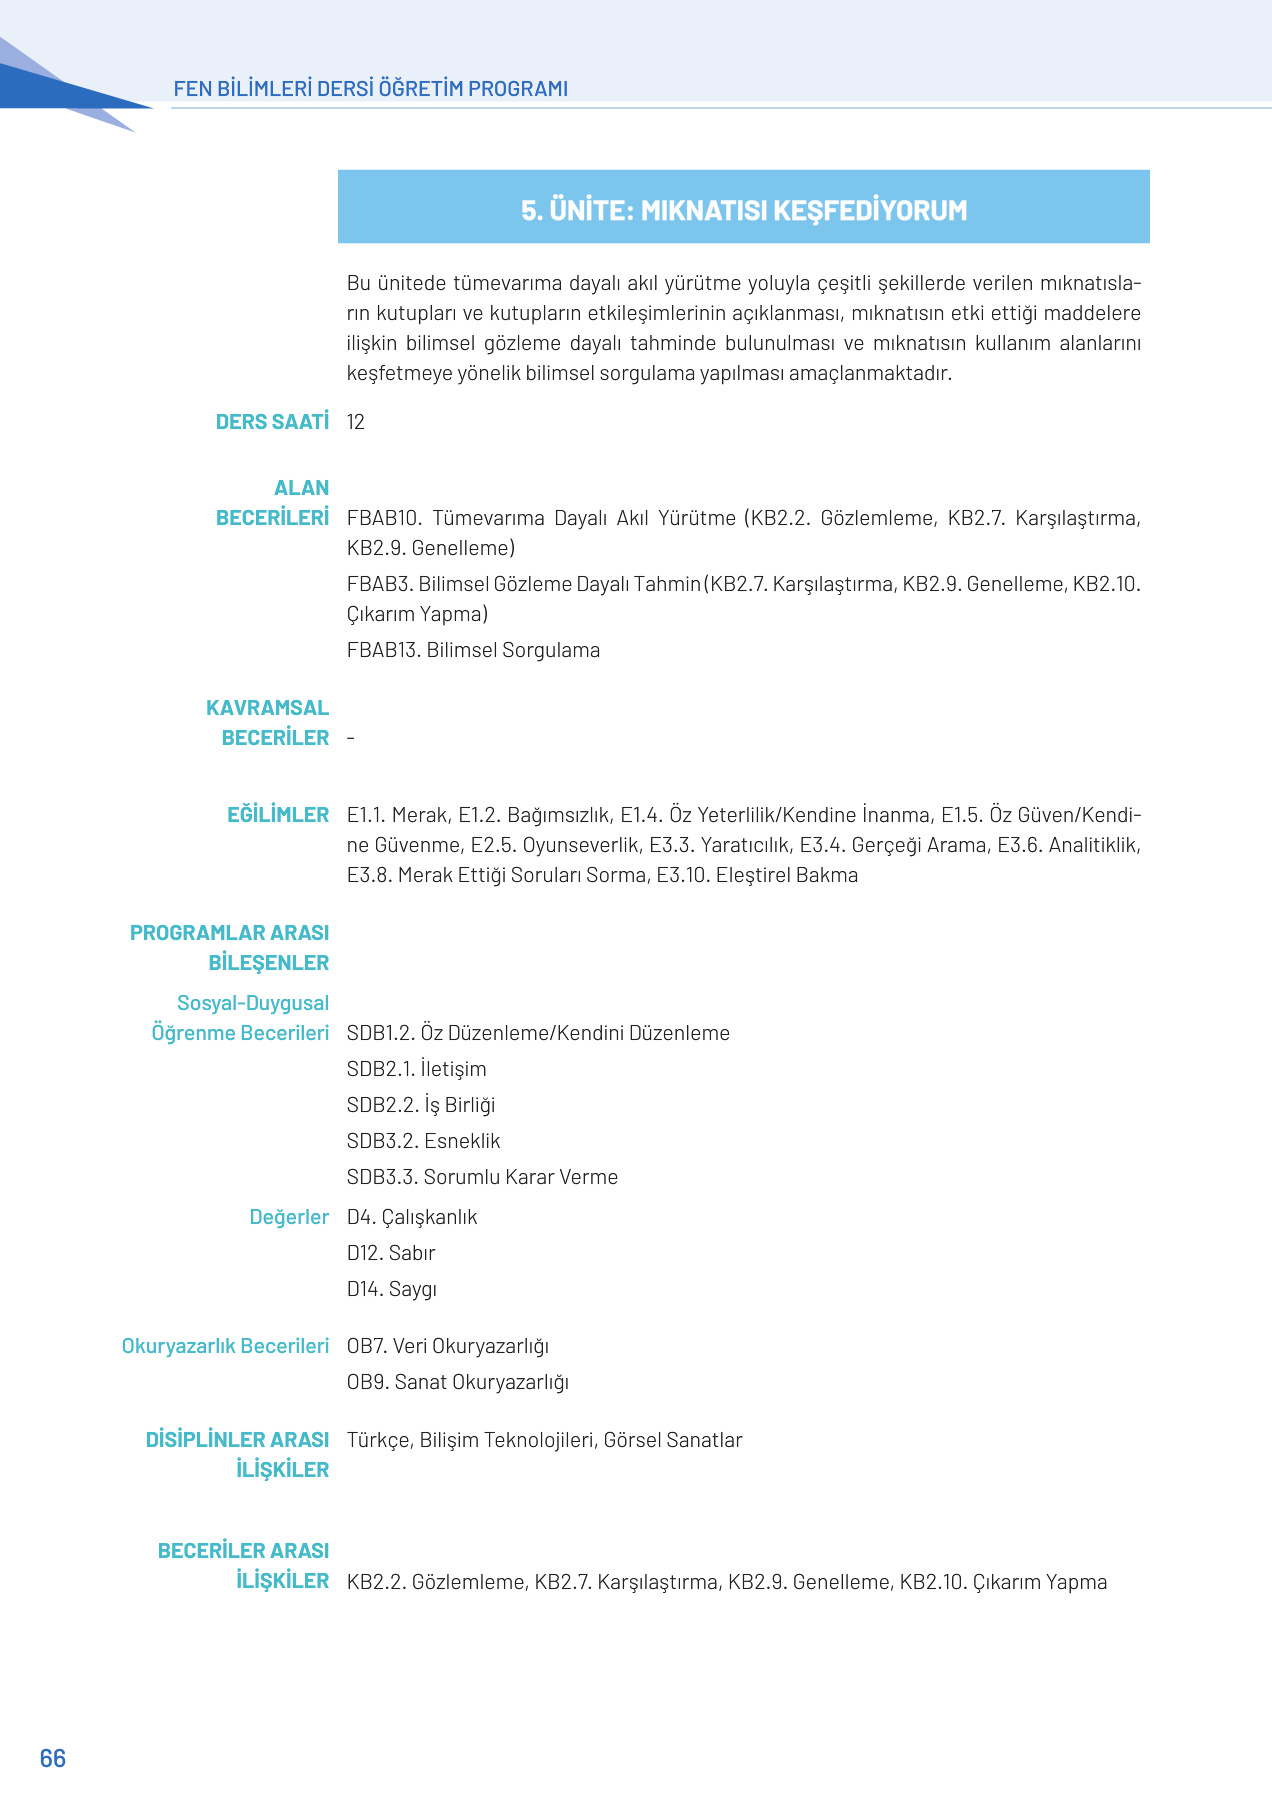 FEN BİLİMLERİ DERSİ ÖĞRETİM PROGRAMI
5. ÜNİTE: MIKNATISI KEŞFEDİYORUM
Bu ünitede tümevarıma dayalı akıl yürütme yoluyla çeşitli şekillerde verilen mıknatısla-
rın kutupları ve kutupların etkileşimlerinin açıklanması, mıknatısın etki ettiği maddelere
ilişkin bilimsel gözleme dayalı tahminde bulunulması ve mıknatısın kullanım alanlarını
keşfetmeye yönelik bilimsel sorgulama yapılması amaçlanmaktadır.
DERS SAATİ 12
ALAN
BECERİLERİ FBAB10. Tümevarıma Dayalı Akıl Yürütme (KB2.2. Gözlemleme, KB2.7. Karşılaştırma,
KB2.9. Genelleme)
FBAB3. Bilimsel Gözleme Dayalı Tahmin (KB2.7. Karşılaştırma, KB2.9. Genelleme, KB2.10.
Çıkarım Yapma)
FBAB13. Bilimsel Sorgulama
KAVRAMSAL
BECERİLER -
EĞİLİMLER E1.1. Merak, E1.2. Bağımsızlık, E1.4. Öz Yeterlilik/Kendine İnanma, E1.5. Öz Güven/Kendi-
ne Güvenme, E2.5. Oyunseverlik, E3.3. Yaratıcılık, E3.4. Gerçeği Arama, E3.6. Analitiklik,
E3.8. Merak Ettiği Soruları Sorma, E3.10. Eleştirel Bakma
PROGRAMLAR ARASI
BİLEŞENLER
Sosyal-Duygusal
Öğrenme Becerileri SDB1.2. Öz Düzenleme/Kendini Düzenleme
SDB2.1. İletişim
SDB2.2. İş Birliği
SDB3.2. Esneklik
SDB3.3. Sorumlu Karar Verme
Değerler D4. Çalışkanlık
D12. Sabır
D14. Saygı
Okuryazarlık Becerileri OB7. Veri Okuryazarlığı
OB9. Sanat Okuryazarlığı
DİSİPLİNLER ARASI Türkçe, Bilişim Teknolojileri, Görsel Sanatlar
İLİŞKİLER
BECERİLER ARASI
İLİŞKİLER KB2.2. Gözlemleme, KB2.7. Karşılaştırma, KB2.9. Genelleme, KB2.10. Çıkarım Yapma
66